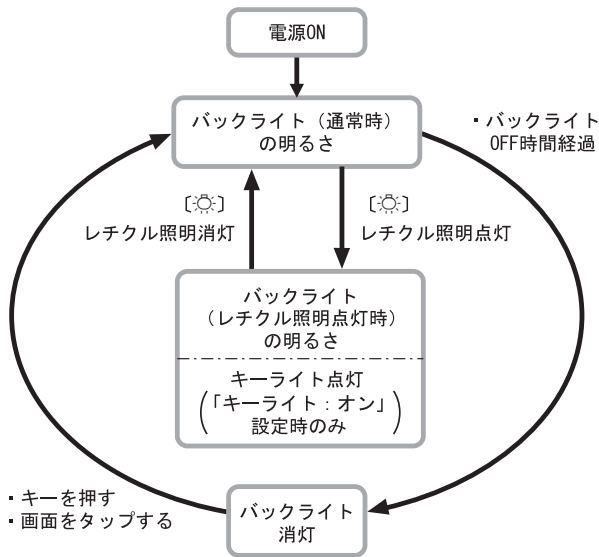 電源ON
バックライト（通常時）
の明るさ
・バックライト
OFF時間経過
〔☼〕
レチクル照明消灯
〔☼〕
レチクル照明点灯
バックライト
（レチクル照明点灯時）
の明るさ
キーライト点灯
（「キーライト：オン」
設定時のみ）
・キーを押す
・画面をタップする
バックライト
消灯